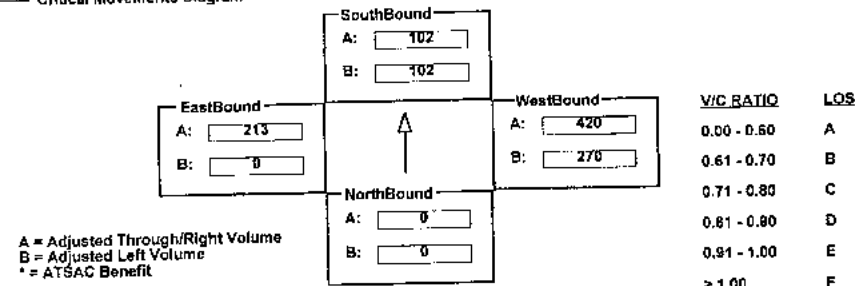 Critical Movements Diagram
SouthBound
A: 102
B: 102
EastBound
A: 213
B: 0
WestBound
A: 420
B: 270
NorthBound
A: 0
B: 0
A = Adjusted Through/Right Volume
B = Adjusted Left Volume
* = ATSAC Benefit
V/C RATIO LOS
0.00 - 0.60 A
0.61 - 0.70 B
0.71 - 0.80 C
0.81 - 0.90 D
0.91 - 1.00 E
> 1.00 F